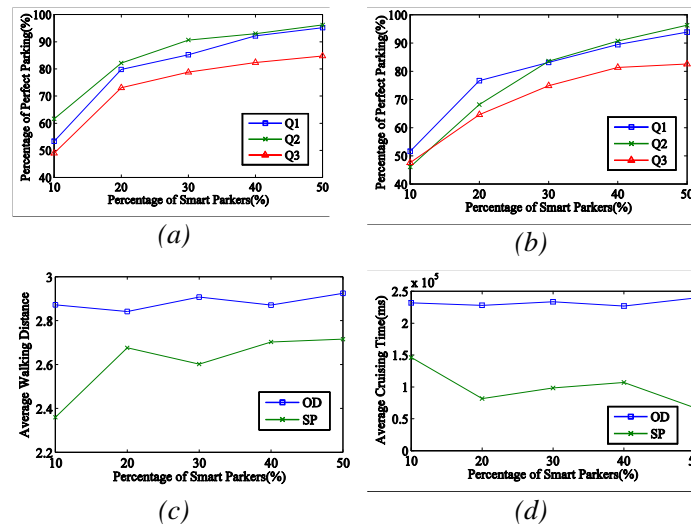 100
90
80
70
60
50
40
10
20
30
40
50
Percentage of Perfect Parking(%)
Percentage of Smart Parkers(%)
Q1
Q2
Q3
(a)
100
90
80
70
60
50
40
10
20
30
40
50
Percentage of Perfect Parking(%)
Percentage of Smart Parkers(%)
Q1
Q2
Q3
(b)
3
2.8
2.6
2.4
2.2
10
20
30
40
50
Average Walking Distance
Percentage of Smart Parkers(%)
OD
SP
(c)
x 10^5
2.5
2
1.5
1
0.5
0
10
20
30
40
50
Average Cruising Time(ms)
Percentage of Smart Parkers(%)
OD
SP
(d)